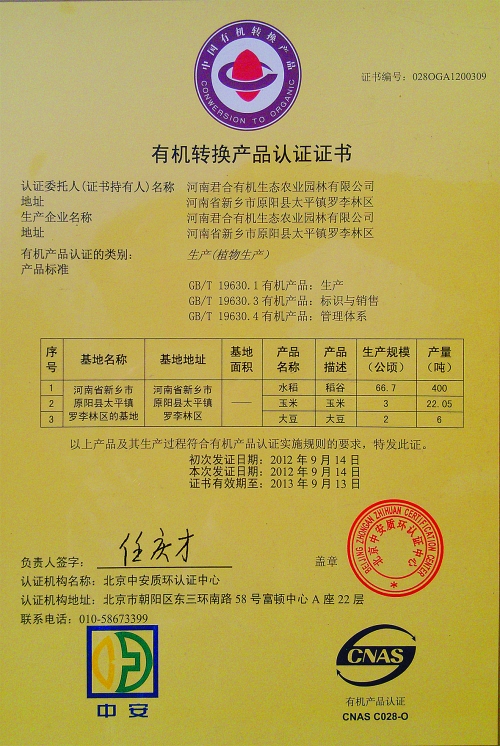 中国有机转换产品
CONWERSION TO ORGANIC
证书编号：028OGA1200309
有机转换产品认证证书
认证委托人(证书持有人)名称 河南君合有机生态农业园林有限公司
地址 河南省新乡市原阳县太平镇罗李林区
生产企业名称 河南君合有机生态农业园林有限公司
地址 河南省新乡市原阳县太平镇罗李林区
有机产品认证的类别： 生产(植物生产)
产品标准
GB/T 19630.1 有机产品：生产
GB/T 19630.3 有机产品：标识与销售
GB/T 19630.4 有机产品：管理体系
序号 基地名称 基地地址 基地面积 产品名称 产品描述 生产规模（公顷） 产量（吨）
1 河南省新乡市 河南省新乡市 水稻 稻谷 66.7 400
2 原阳县太平镇 原阳县太平镇 —— 玉米 玉米 3 22.05
3 罗李林区的基地 罗李林区 大豆 大豆 2 6
以上产品及其生产过程符合有机产品认证实施规则的要求，特发此证。
初次发证日期：2012 年 9 月 14 日
本次发证日期：2012 年 9 月 14 日
证书有效期至：2013 年 9 月 13 日
负责人签字：任庆才 盖章
BEIJING ZHONGAN ZHIHUAN CERTIFICATION CENTER
北京中安质环认证中心
认证机构名称：北京中安质环认证中心
认证机构地址：北京市朝阳区东三环南路 58 号富顿中心 A 座 22 层
联系电话：010-58673399
中安
CNAS
有机产品认证
CNAS C028-O